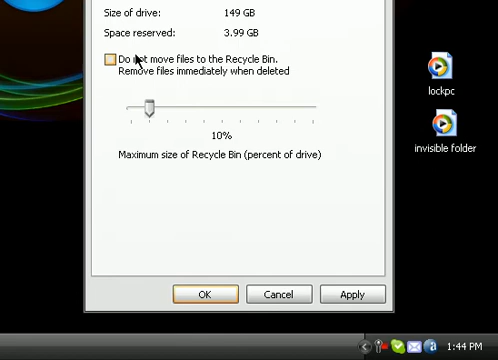 Size of drive: 149 GB
Space reserved: 3.99 GB
Do not move files to the Recycle Bin.
Remove files immediately when deleted
10%
Maximum size of Recycle Bin (percent of drive)
lockpc
invisible folder
OK Cancel Apply
1:44 PM